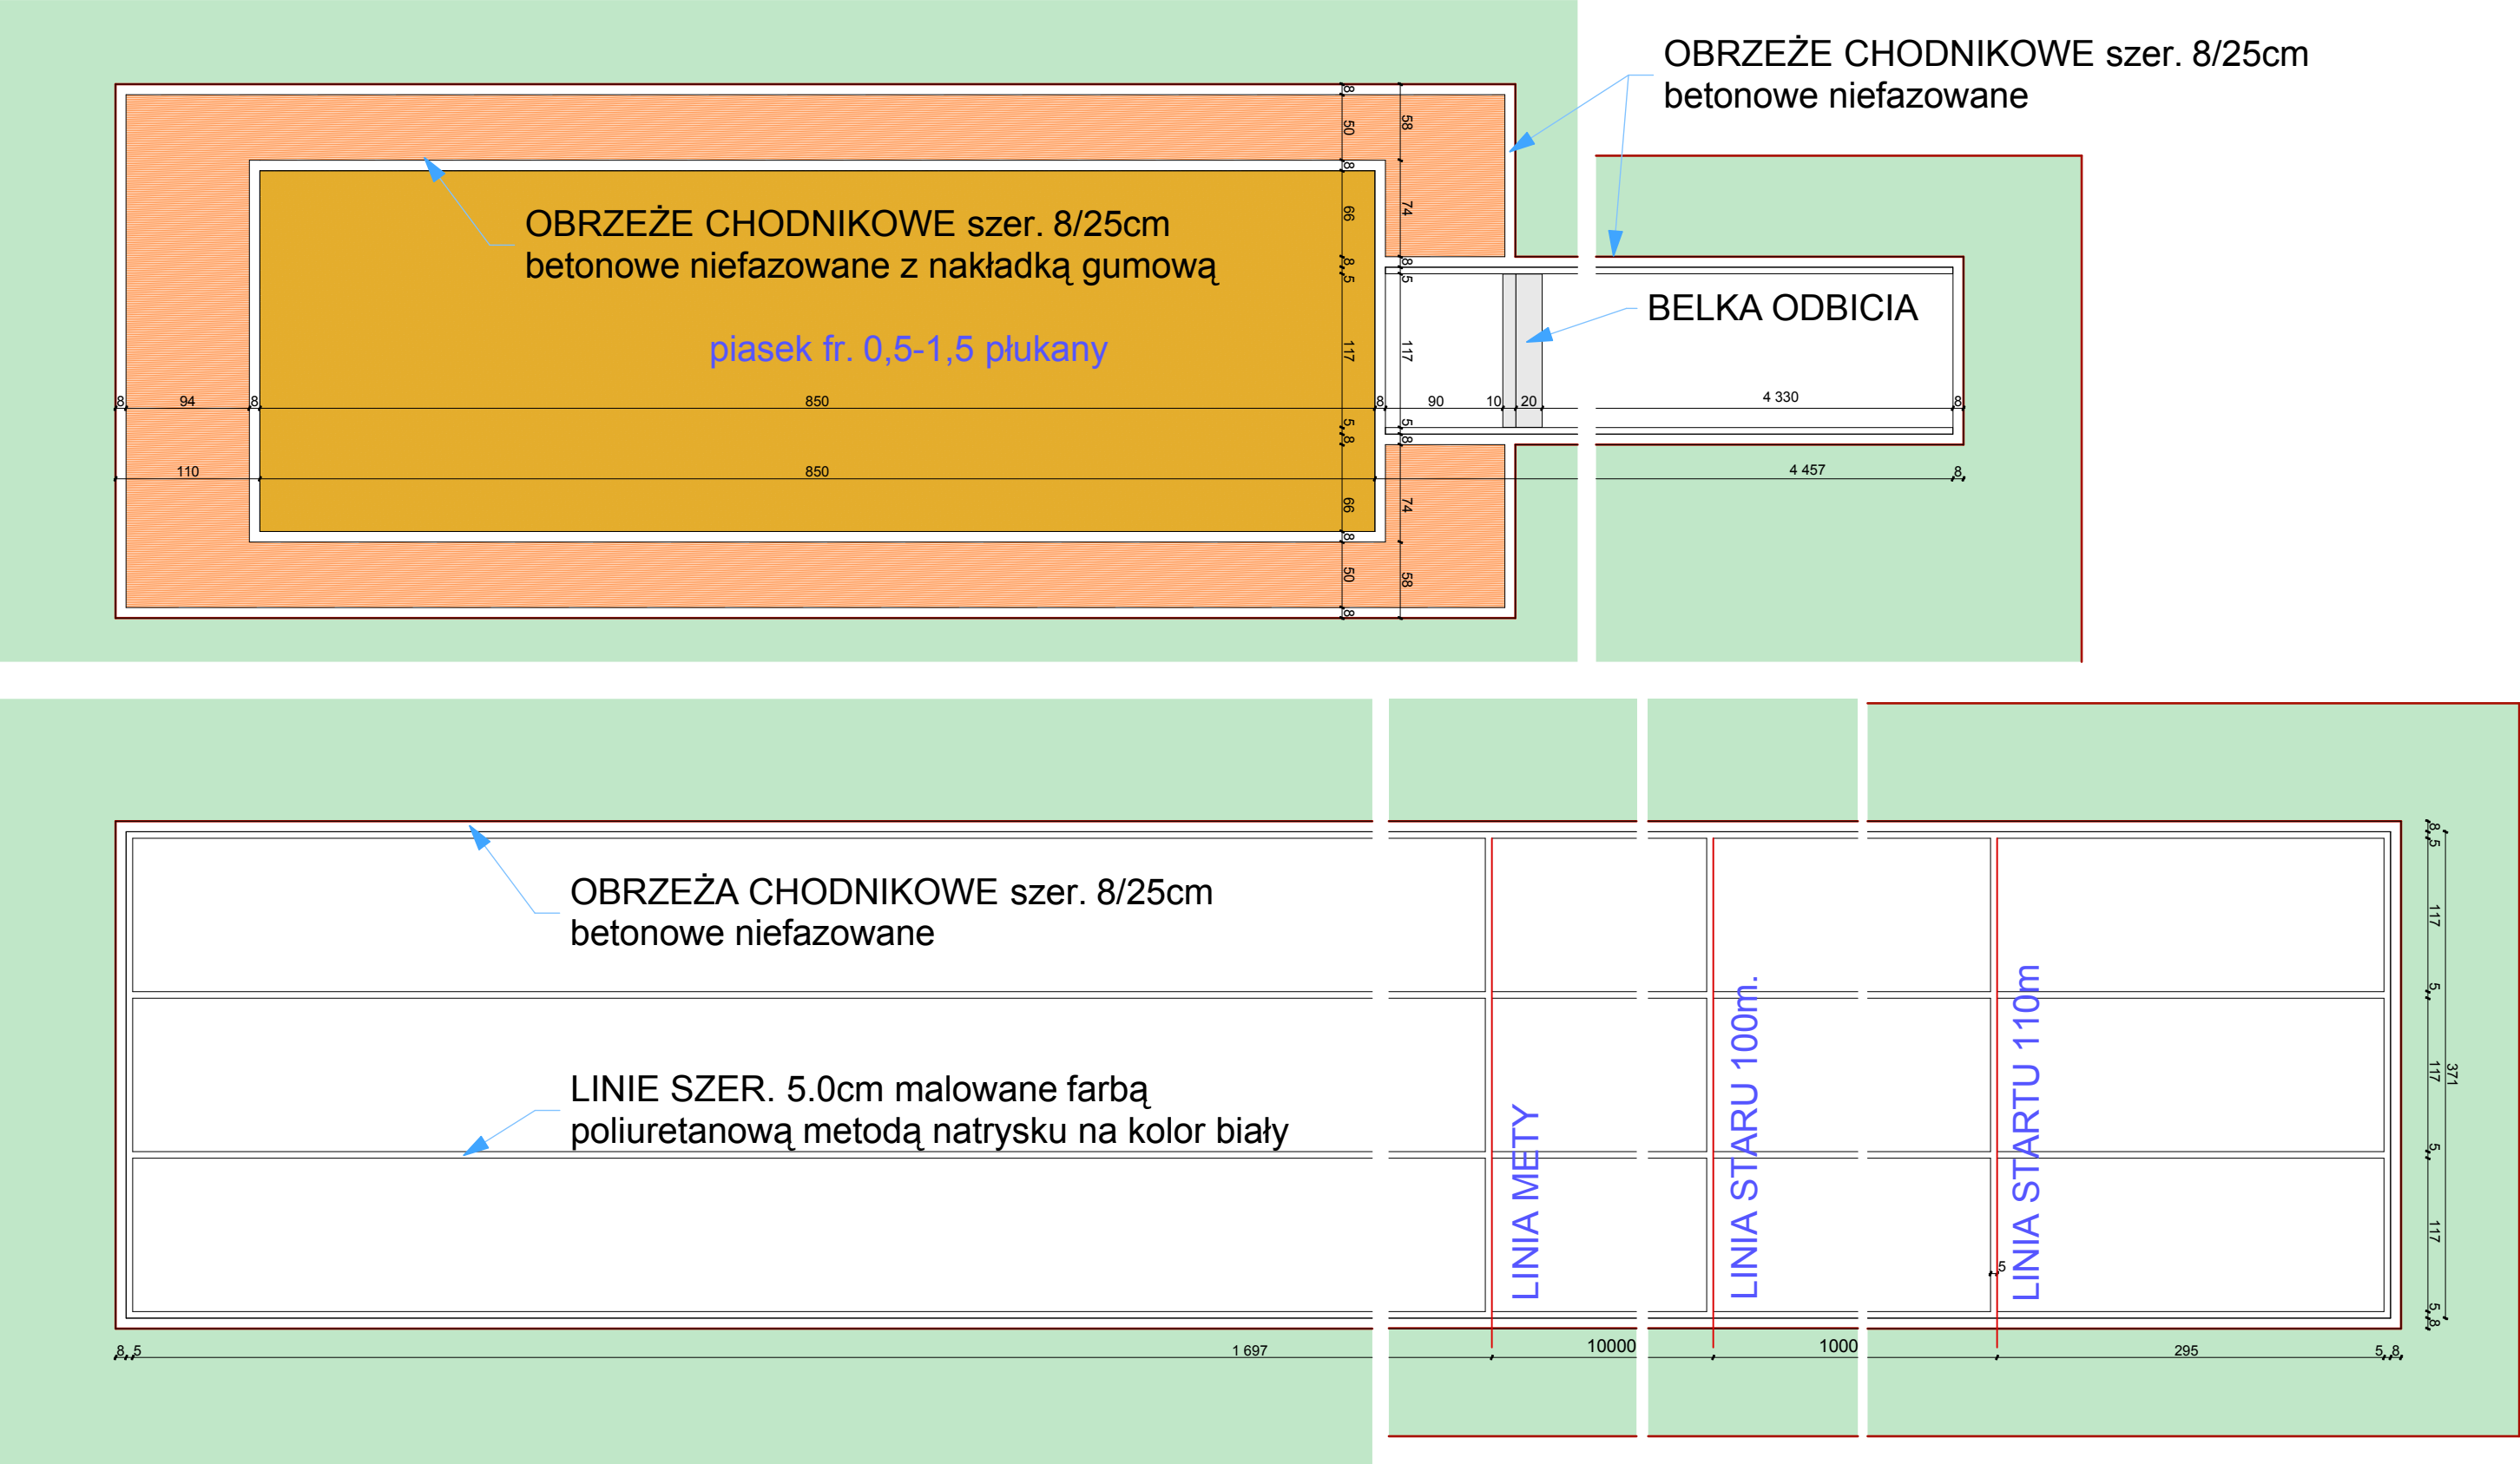 OBRZEŻE CHODNIKOWE szer. 8/25cm
betonowe niefazowane
8
50
8
66
8
5
117
5
8
66
8
50
8
58
74
8
5
117
5
8
74
58
OBRZEŻE CHODNIKOWE szer. 8/25cm
betonowe niefazowane z nakładką gumową
BELKA ODBICIA
piasek fr. 0,5-1,5 płukany
8 94 8 850 8 90 10 20 4 330 8
110 850 4 457 8
OBRZEŻA CHODNIKOWE szer. 8/25cm
betonowe niefazowane
LINIE SZER. 5.0cm malowane farbą
poliuretanową metodą natrysku na kolor biały
LINIA METY
LINIA STARU 100m.
LINIA STARTU 110m
5
8
5
117
5
117
5
117
5
8
371
8 5 1 697 10000 1000 295 5 8